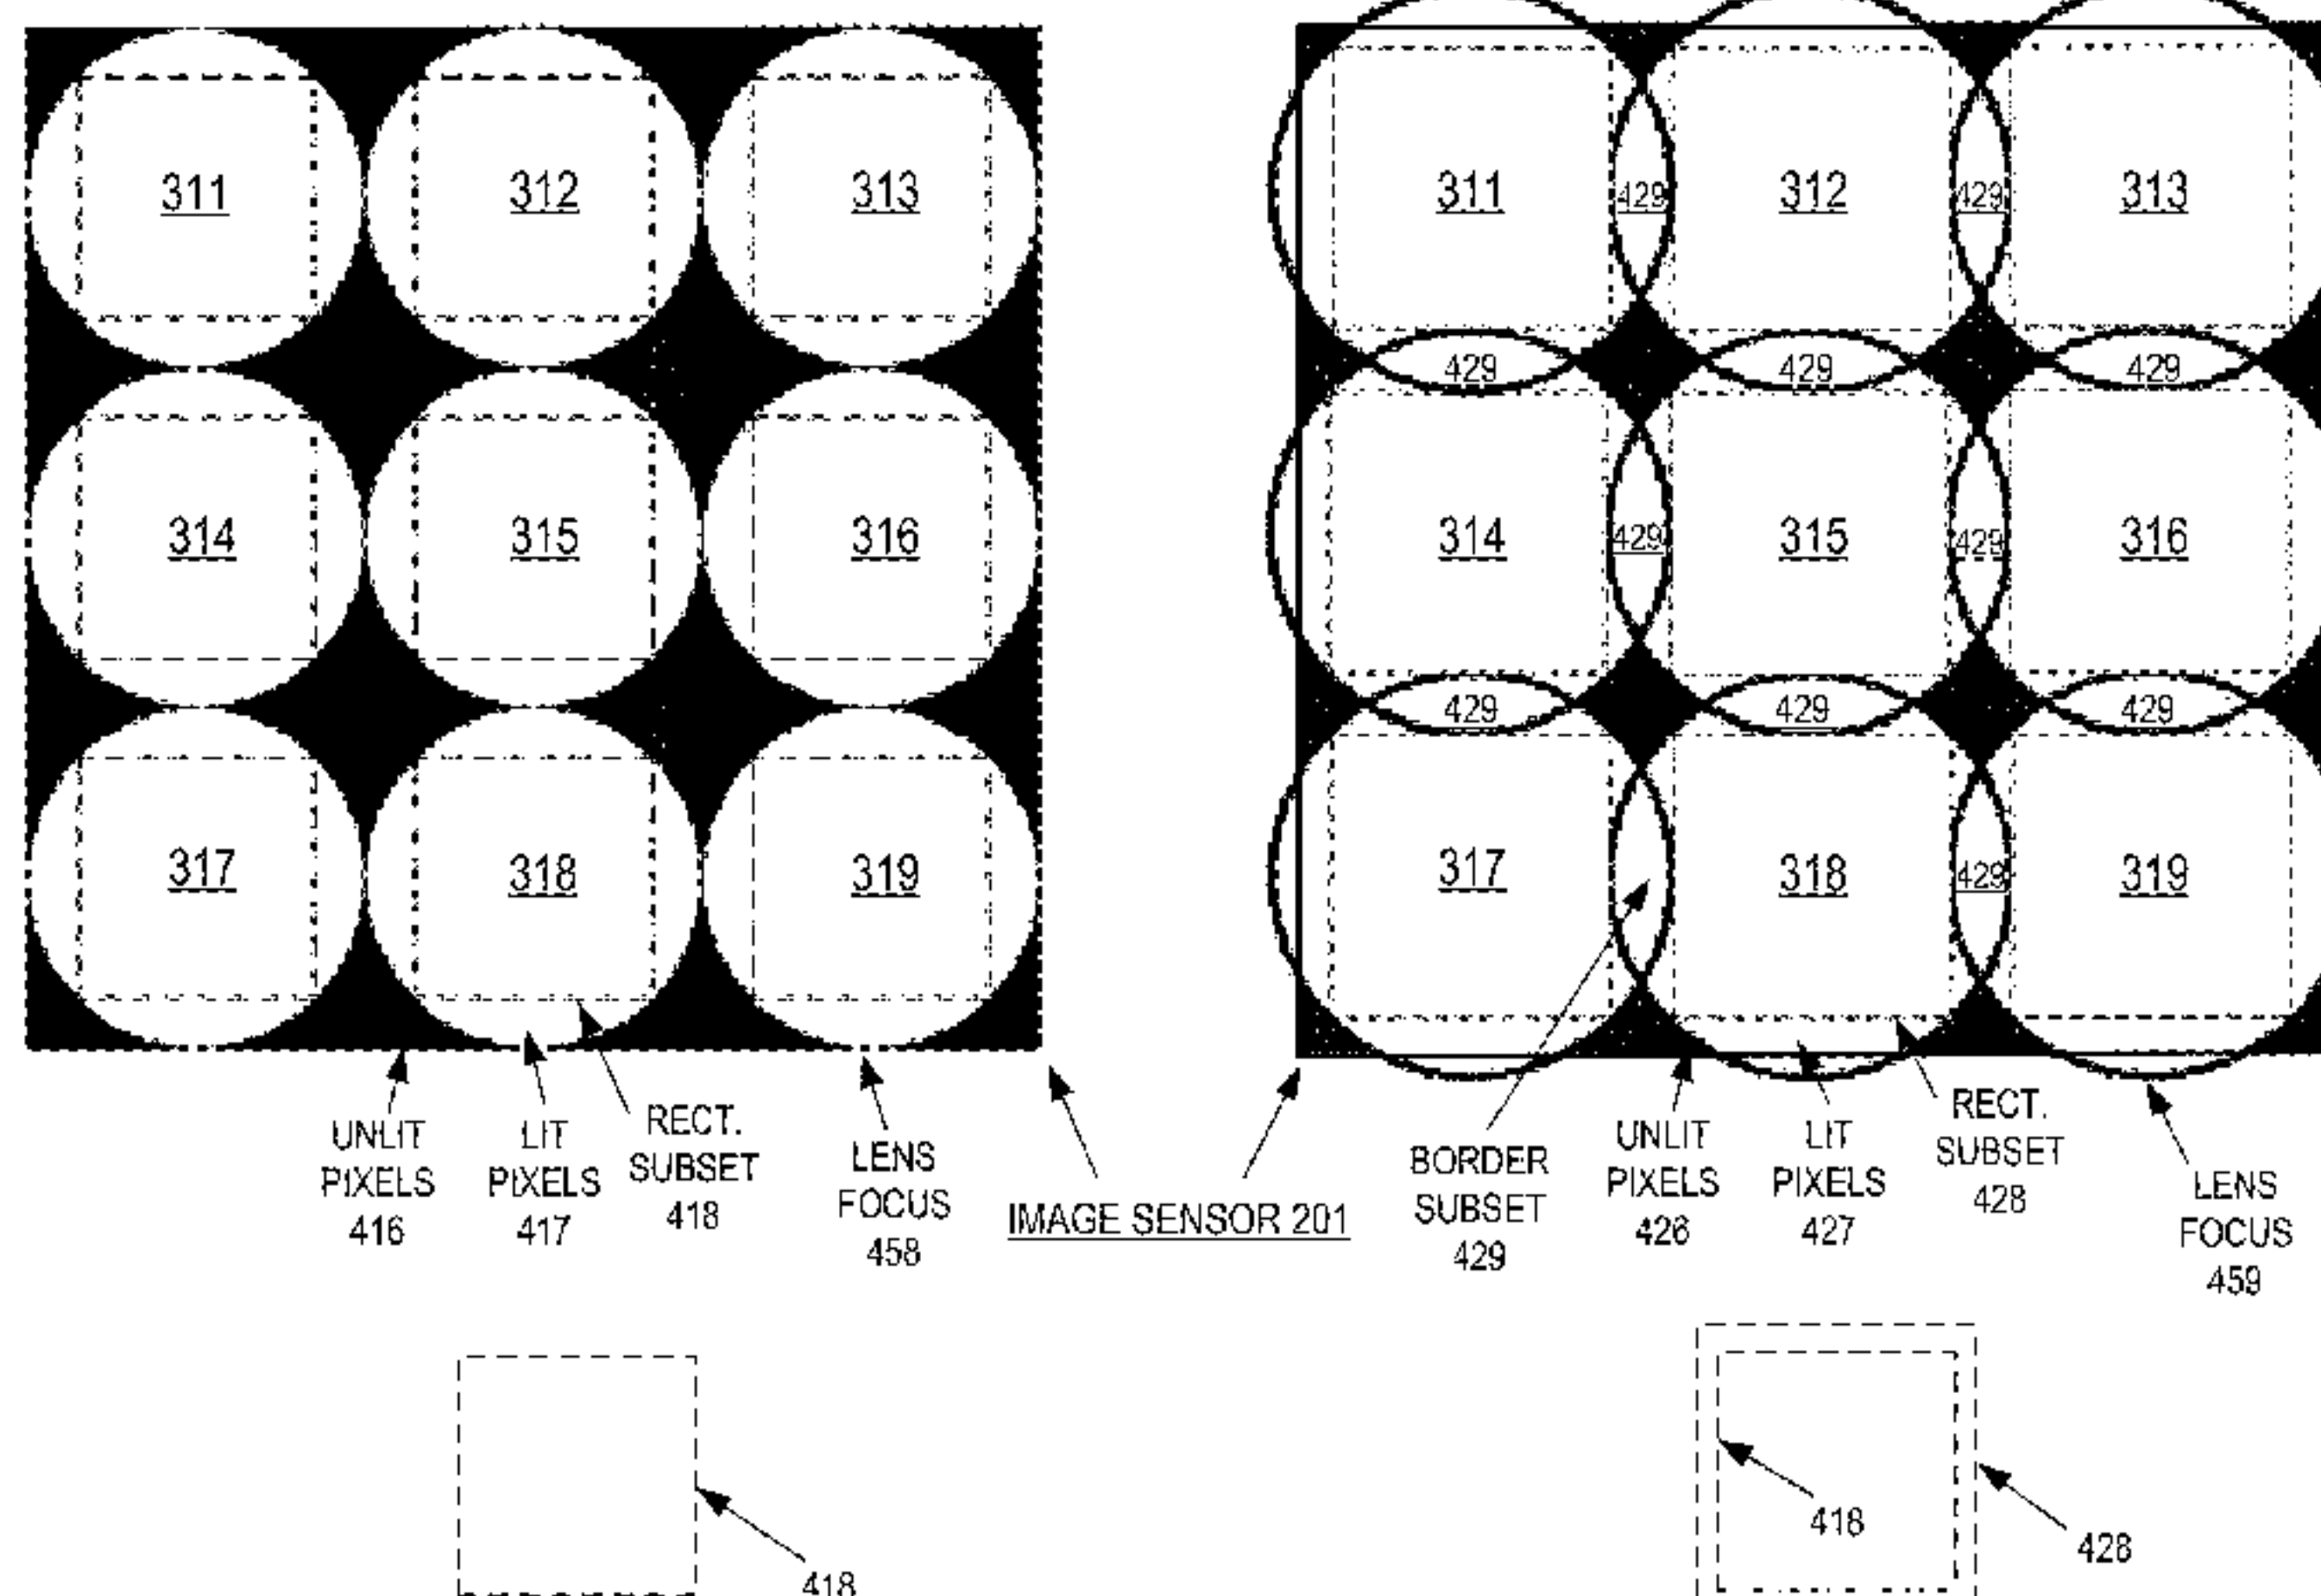 311 312 313
314 315 316
317 318 319
UNLIT
PIXELS
416
LIT
PIXELS
417
RECT.
SUBSET
418
LENS
FOCUS
458
IMAGE SENSOR 201
311 429 312 429 313
429 429 429
314 429 315 429 316
429 429 429
317 318 429 319
BORDER
SUBSET
429
UNLIT
PIXELS
426
LIT
PIXELS
427
RECT.
SUBSET
428
LENS
FOCUS
459
418
418
428